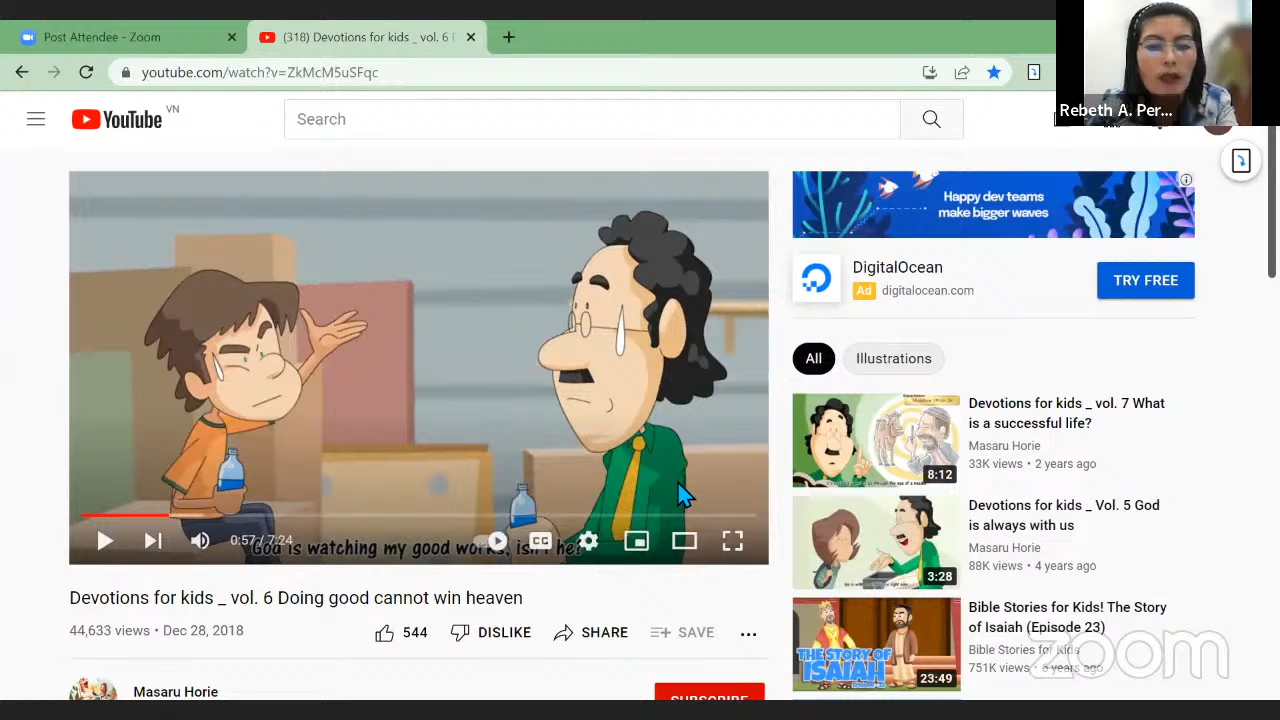 Post Attendee - Zoom
(318) Devotions for kids _ vol. 6
youtube.com/watch?v=ZkMcM5uSFqc
Rebeth A. Per...
YouTube VN
Search
Happy dev teams
make bigger waves
DigitalOcean
Ad digitalocean.com
TRY FREE
All
Illustrations
Devotions for kids _ vol. 7 What
is a successful life?
Masaru Horie
33K views • 2 years ago
8:12
Devotions for kids _ Vol. 5 God
is always with us
Masaru Horie
88K views • 4 years ago
3:28
Bible Stories for Kids! The Story
of Isaiah (Episode 23)
Bible Stories for Kids
751K views • 6 years ago
THE STORY OF
ISAIAH
23:49
0:57 / 7:24
CC
God is watching my good works, isn't he?
Devotions for kids _ vol. 6 Doing good cannot win heaven
44,633 views • Dec 28, 2018
544
DISLIKE
SHARE
SAVE
Masaru Horie
SUBSCRIBE
zoom